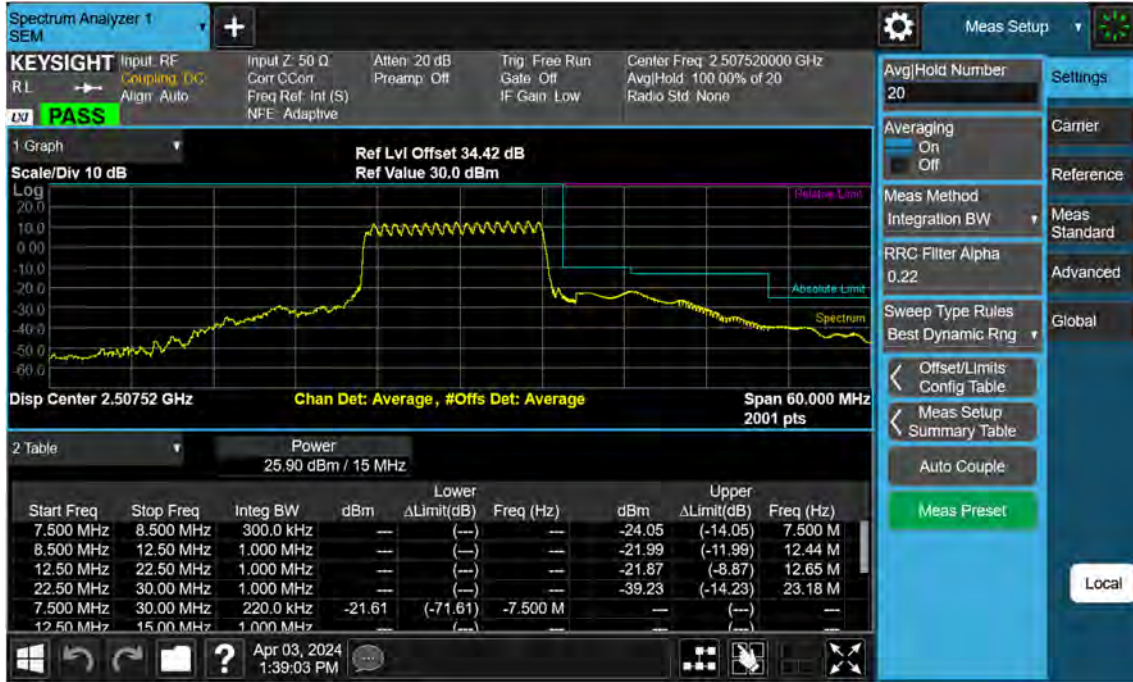 Spectrum Analyzer 1
SEM
+
Meas Setup
KEYSIGHT
R L
LXI
PASS
Input: RF
Coupling: DC
Align: Auto
Input Z: 50 Ω
Corr CCorr
Freq Ref: Int (S)
NFE: Adaptive
Atten: 20 dB
Preamp: Off
Trig: Free Run
Gate: Off
IF Gain: Low
Center Freq: 2.507520000 GHz
Avg|Hold: 100.00% of 20
Radio Std: None
1 Graph
Scale/Div 10 dB
Ref Lvl Offset 34.42 dB
Ref Value 30.0 dBm
Log
20.0
10.0
0.00
-10.0
-20.0
-30.0
-40.0
-50.0
-60.0
Relative Limit
Absolute Limit
Spectrum
Disp Center 2.50752 GHz
Chan Det: Average, #Offs Det: Average
Span 60.000 MHz
2001 pts
2 Table
Power
25.90 dBm / 15 MHz
Lower Upper
Start Freq Stop Freq Integ BW dBm ΔLimit(dB) Freq (Hz) dBm ΔLimit(dB) Freq (Hz)
7.500 MHz 8.500 MHz 300.0 kHz --- (---) --- -24.05 (-14.05) 7.500 M
8.500 MHz 12.50 MHz 1.000 MHz --- (---) --- -21.99 (-11.99) 12.44 M
12.50 MHz 22.50 MHz 1.000 MHz --- (---) --- -21.87 (-8.87) 12.65 M
22.50 MHz 30.00 MHz 1.000 MHz --- (---) --- -39.23 (-14.23) 23.18 M
7.500 MHz 30.00 MHz 220.0 kHz -21.61 (-71.61) -7.500 M --- (---) ---
12.50 MHz 15.00 MHz 1.000 MHz --- (---) --- --- (---) ---
?
Apr 03, 2024
1:39:03 PM
Avg|Hold Number
20
Averaging
On
Off
Meas Method
Integration BW
RRC Filter Alpha
0.22
Sweep Type Rules
Best Dynamic Rng
Offset/Limits
Config Table
Meas Setup
Summary Table
Auto Couple
Meas Preset
Settings
Carrier
Reference
Meas
Standard
Advanced
Global
Local